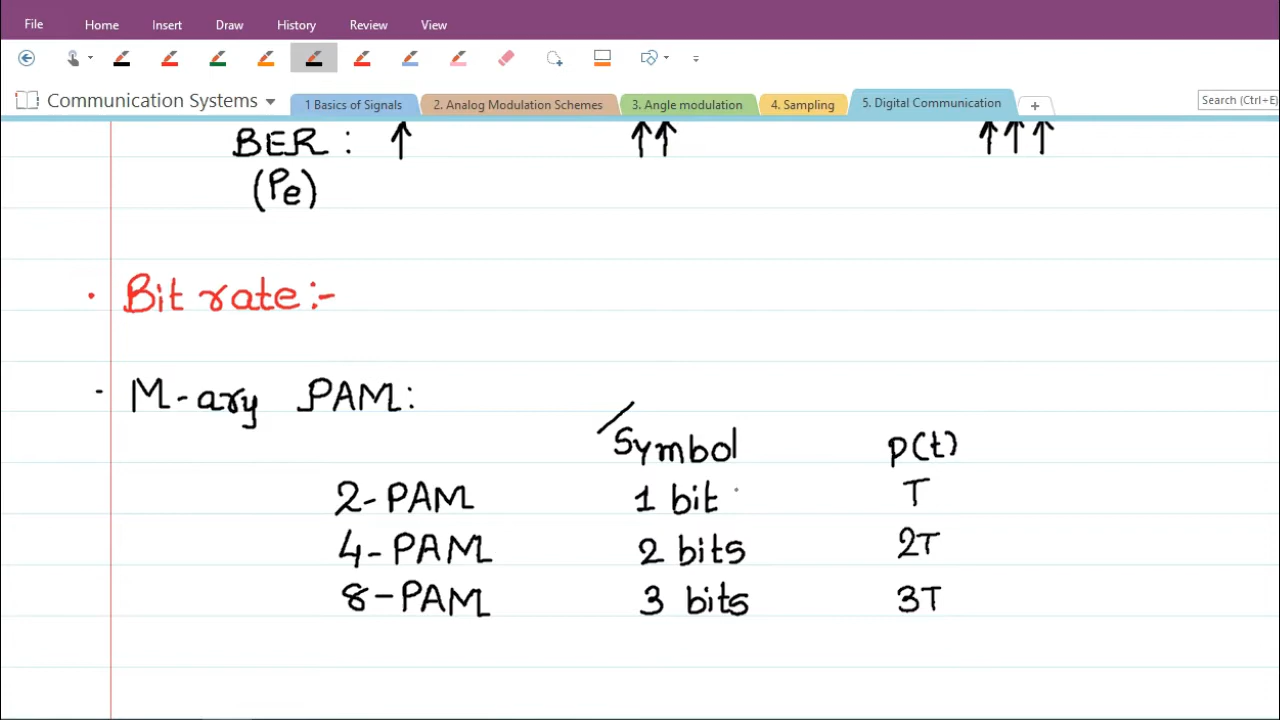 File Home Insert Draw History Review View
Communication Systems 1 Basics of Signals 2. Analog Modulation Schemes 3. Angle modulation 4. Sampling 5. Digital Communication + Search (Ctrl+E)
BER : ↑ ↑↑ ↑↑↑
(Pe)
· Bit rate :-
· M-ary PAM:
/Symbol p(t)
2-PAM 1 bit T
4-PAM 2 bits 2T
8-PAM 3 bits 3T